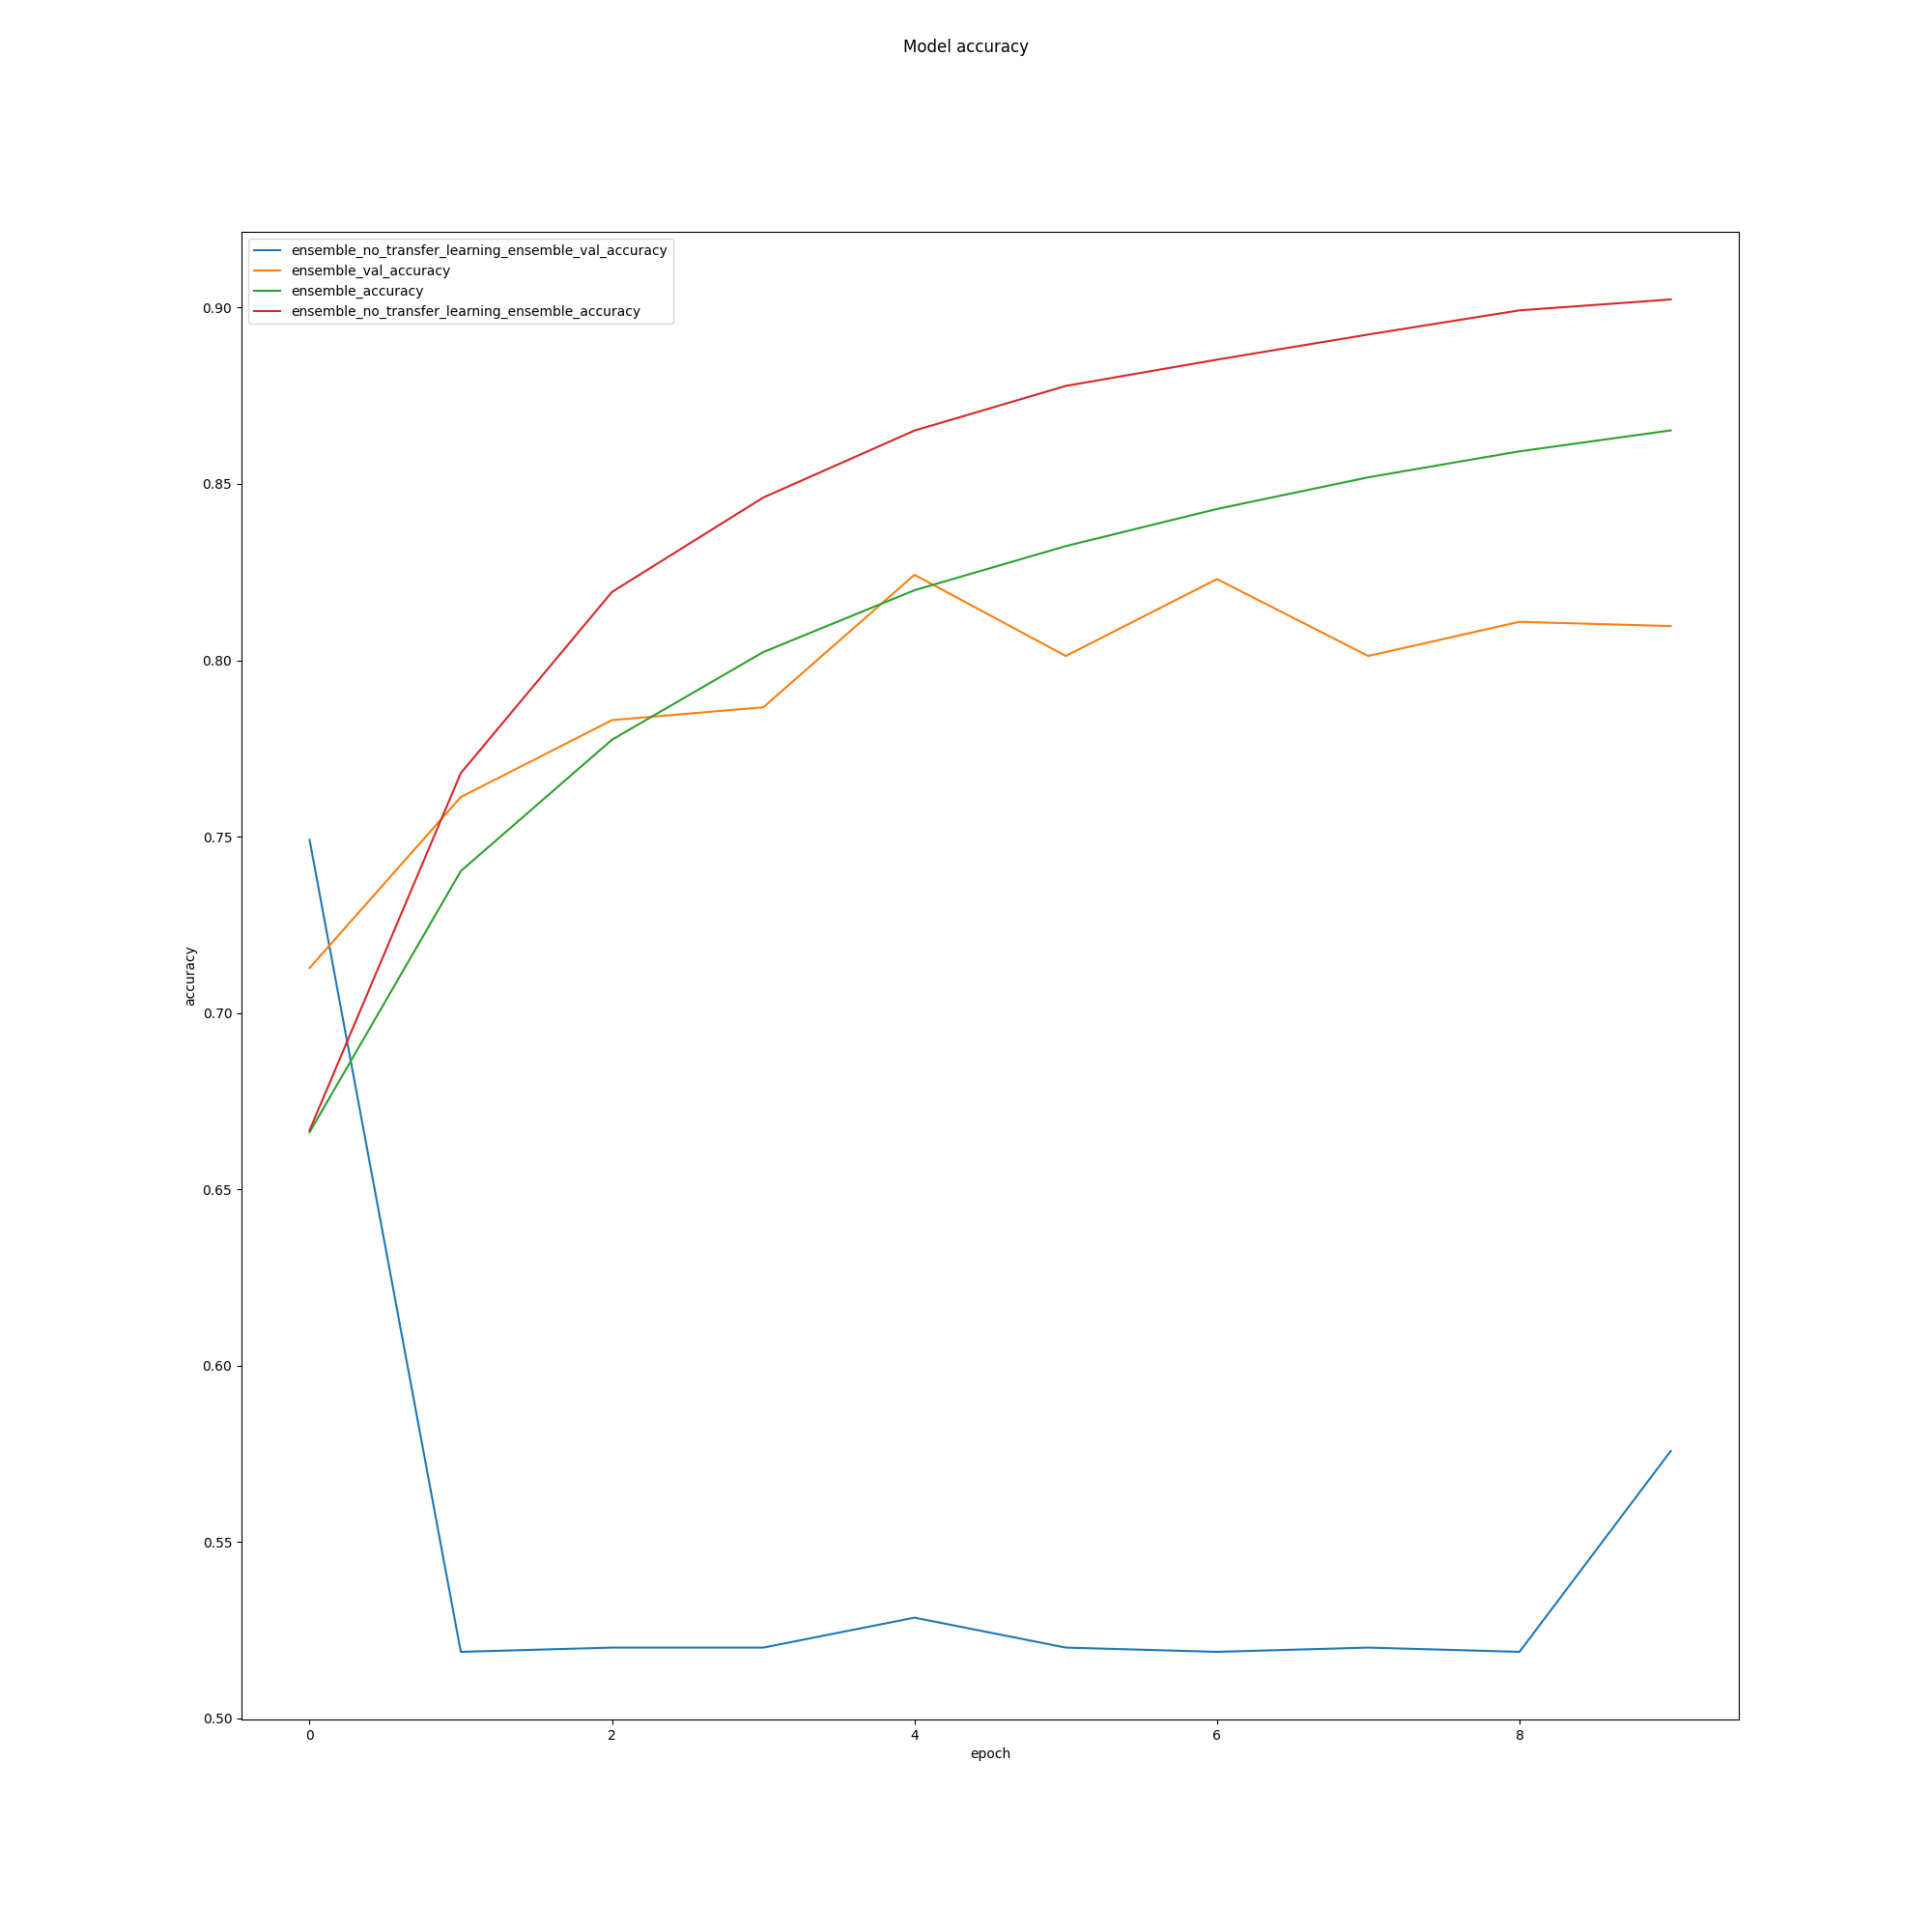 Model accuracy
ensemble_no_transfer_learning_ensemble_val_accuracy
ensemble_val_accuracy
ensemble_accuracy
ensemble_no_transfer_learning_ensemble_accuracy
0.90
0.85
0.80
0.75
0.70
0.65
0.60
0.55
0.50
accuracy
0 2 4 6 8
epoch